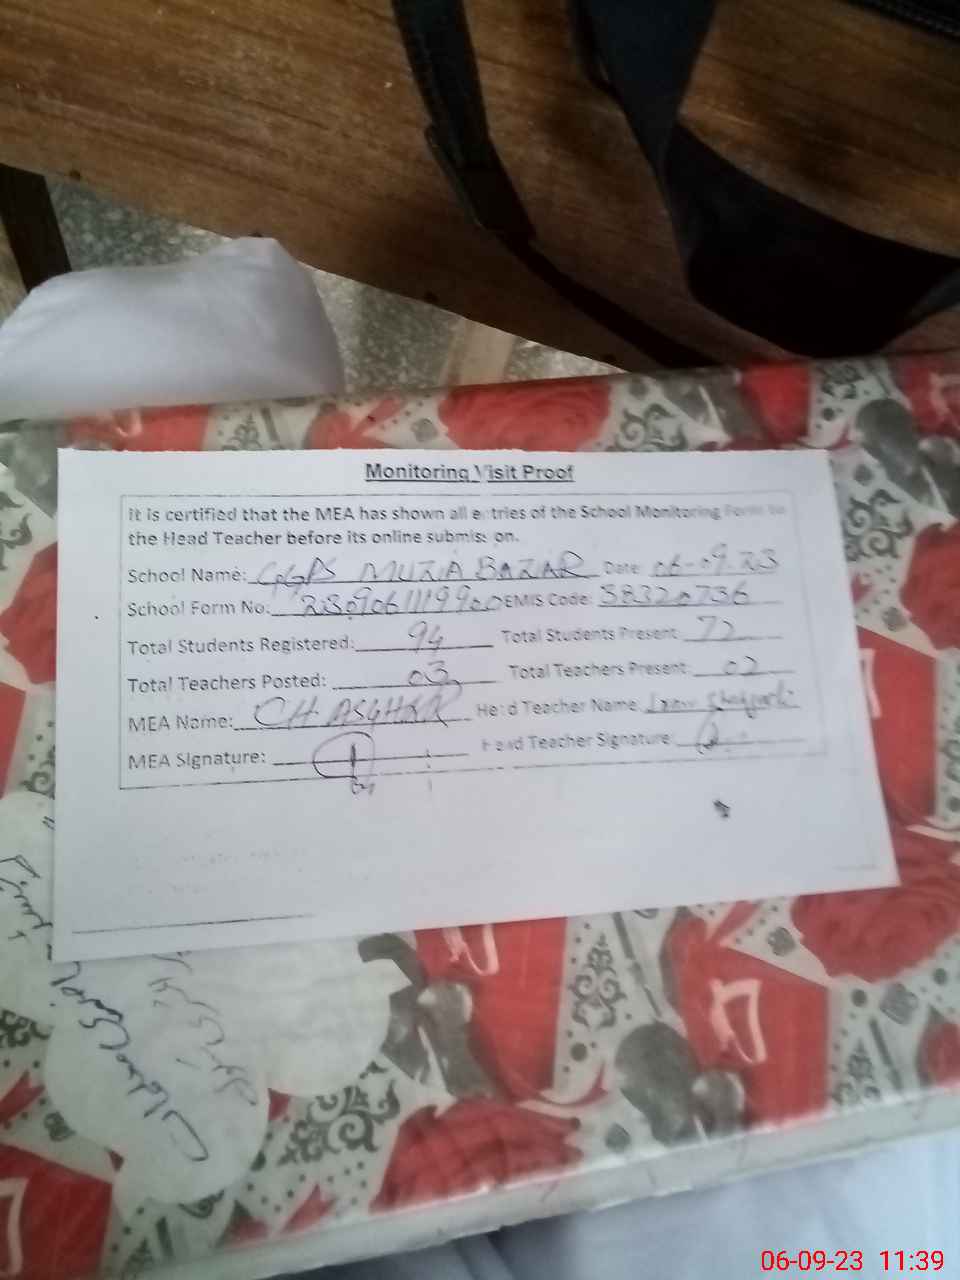 Monitoring Visit Proof
It is certified that the MEA has shown all entries of the School Monitoring Form to
the Head Teacher before its online submission.
School Name: GGPS MUZIA BAZAR Date: 06-09.23
School Form No: EMIS Code: 38320736
Total Students Registered: 94 Total Students Present: 72
Total Teachers Posted: 03 Total Teachers Present: 02
MEA Name: CH ASGHAR Head Teacher Name:
MEA Signature: Head Teacher Signature:
06-09-23 11:39